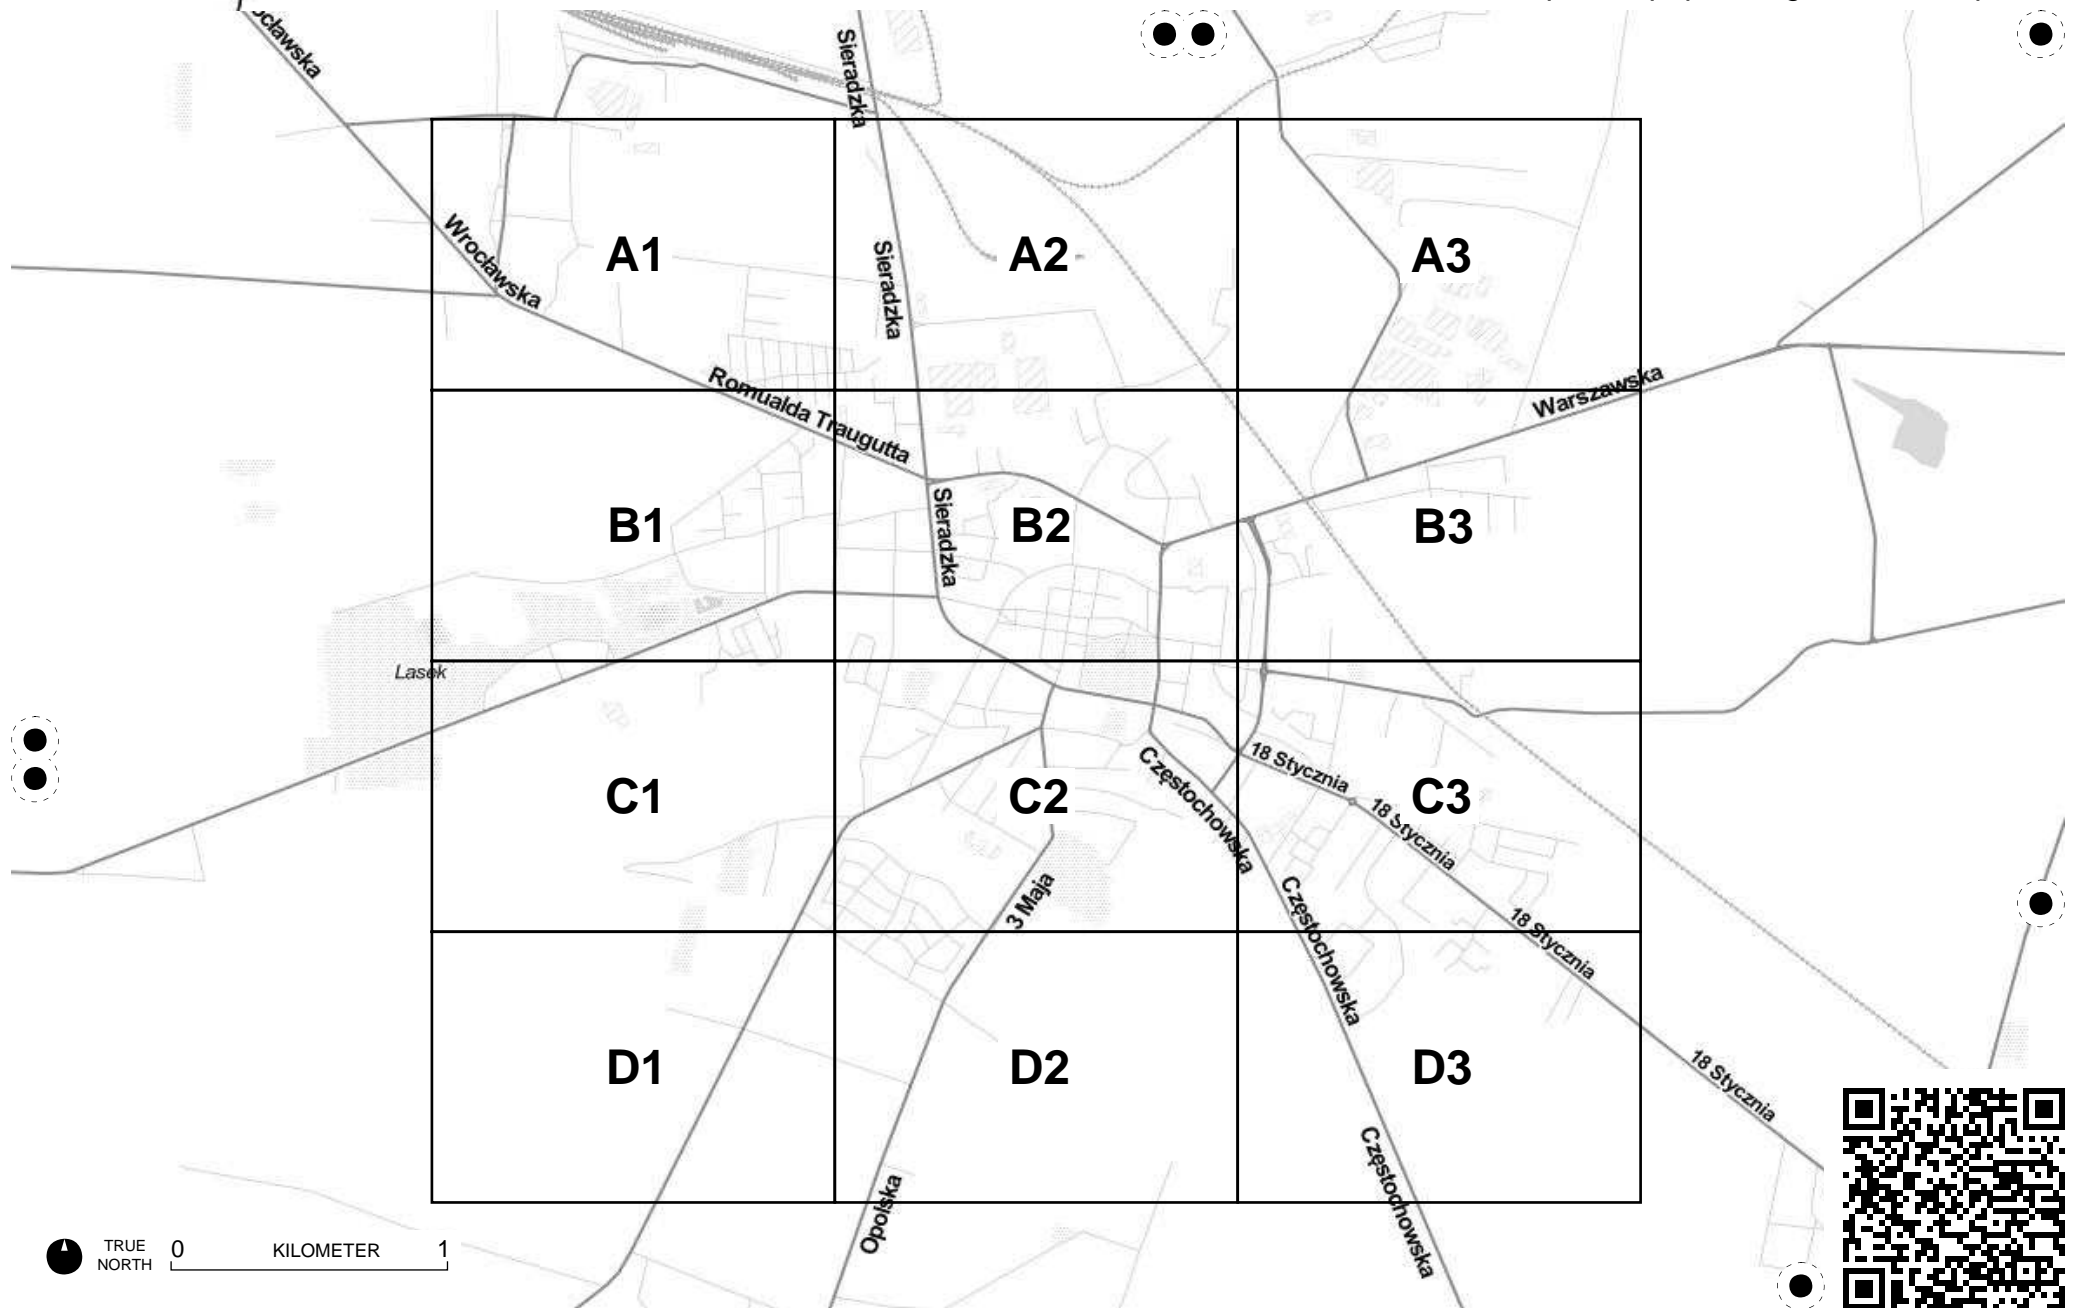 Sieradzka
Wrocławska
A1
Sieradzka
A2
A3
Romualda Traugutta
Warszawska
B1
Sieradzka
B2
B3
Lasek
C1
C2
Częstochowska
18 Stycznia
18 Stycznia
C3
3 Maja
Częstochowska
18 Stycznia
D1
D2
D3
18 Stycznia
Opolska
Częstochowska
TRUE
NORTH
0 KILOMETER 1